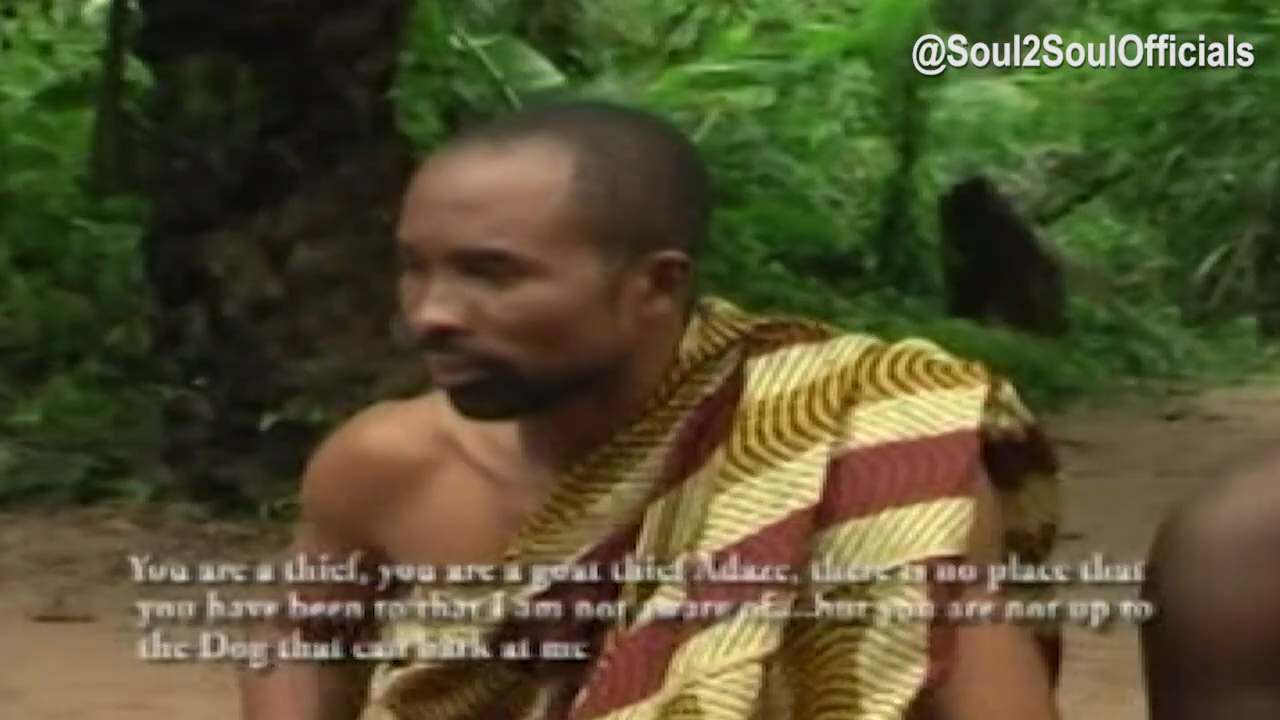 @Soul2SoulOfficials
You are a thief, you are a goat thief Adaze, there is no place that
you have been to that I am not aware of....but you are not up to
the Dog that can bark at me